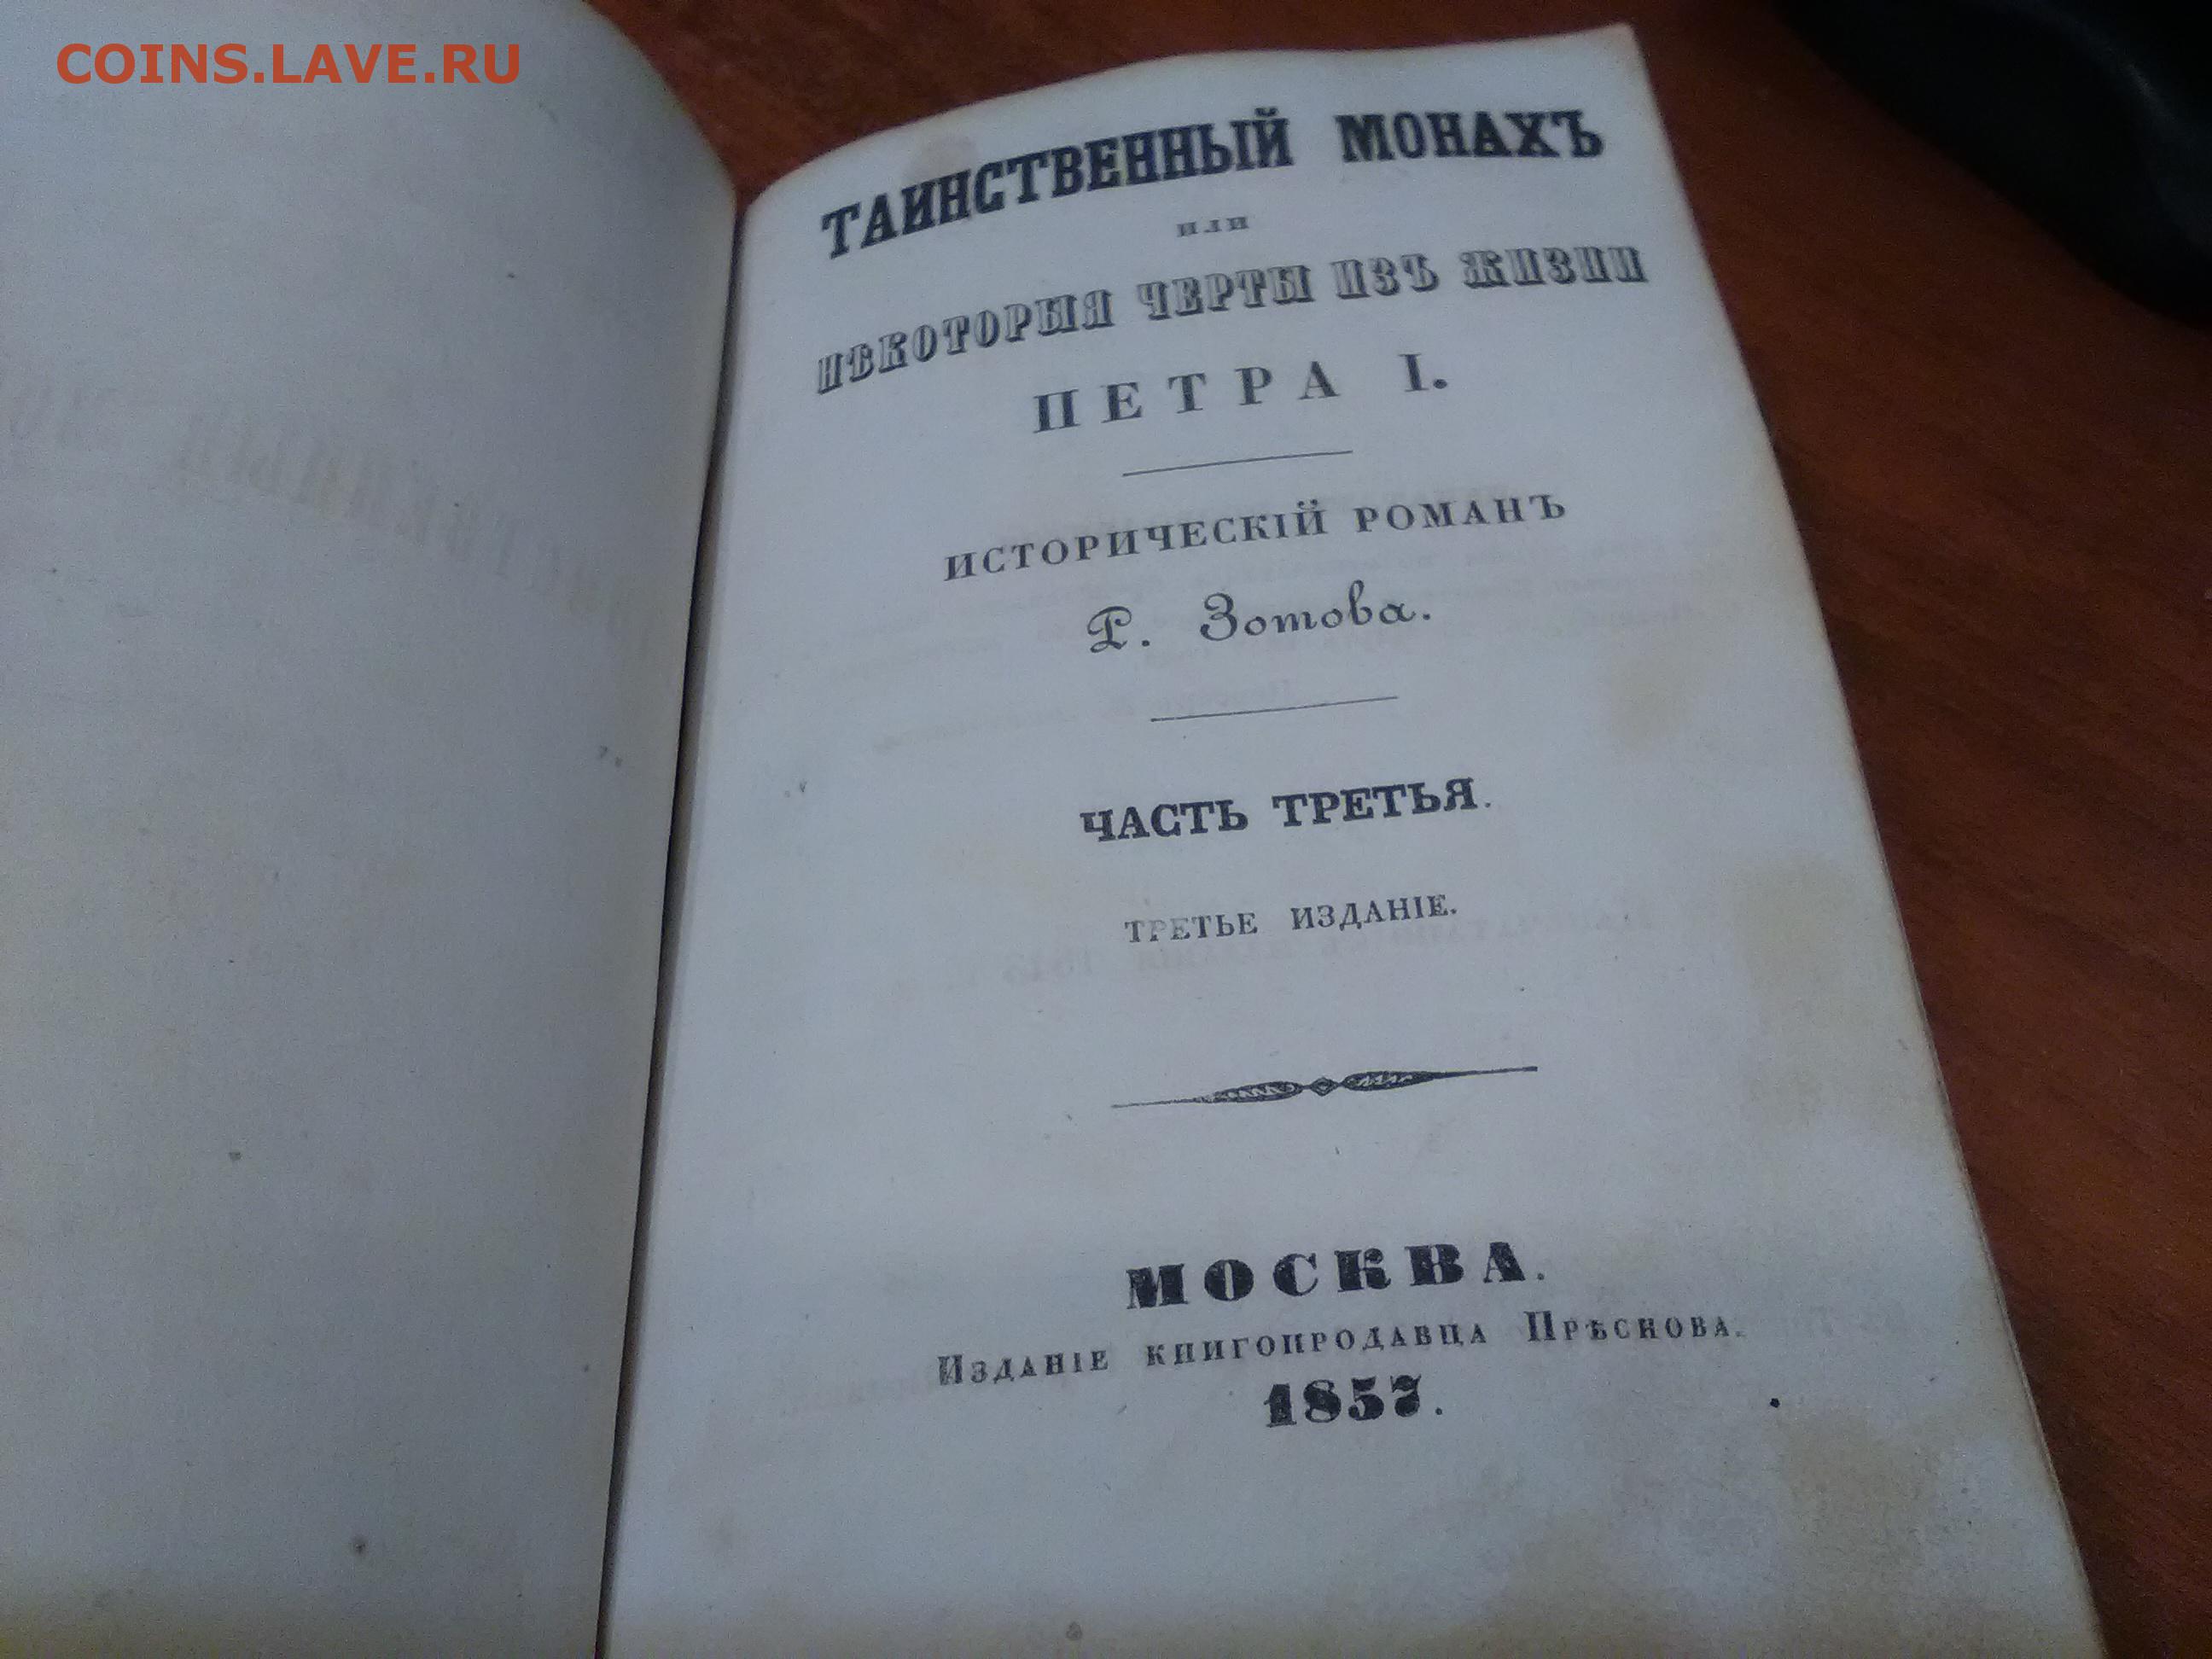 COINS.LAVE.RU
ТАИНСТВЕННЫЙ МОНАХЪ
ИЛИ
НѢКОТОРЫЯ ЧЕРТЫ ИЗЪ ЖИЗНИ
ПЕТРА I.
ИСТОРИЧЕСКІЙ РОМАНЪ
Р. Зотова.
ЧАСТЬ ТРЕТЬЯ.
ТРЕТЬЕ ИЗДАНІЕ.
МОСКВА.
ИЗДАНІЕ КНИГОПРОДАВЦА ПРѢСНОВА.
1857.